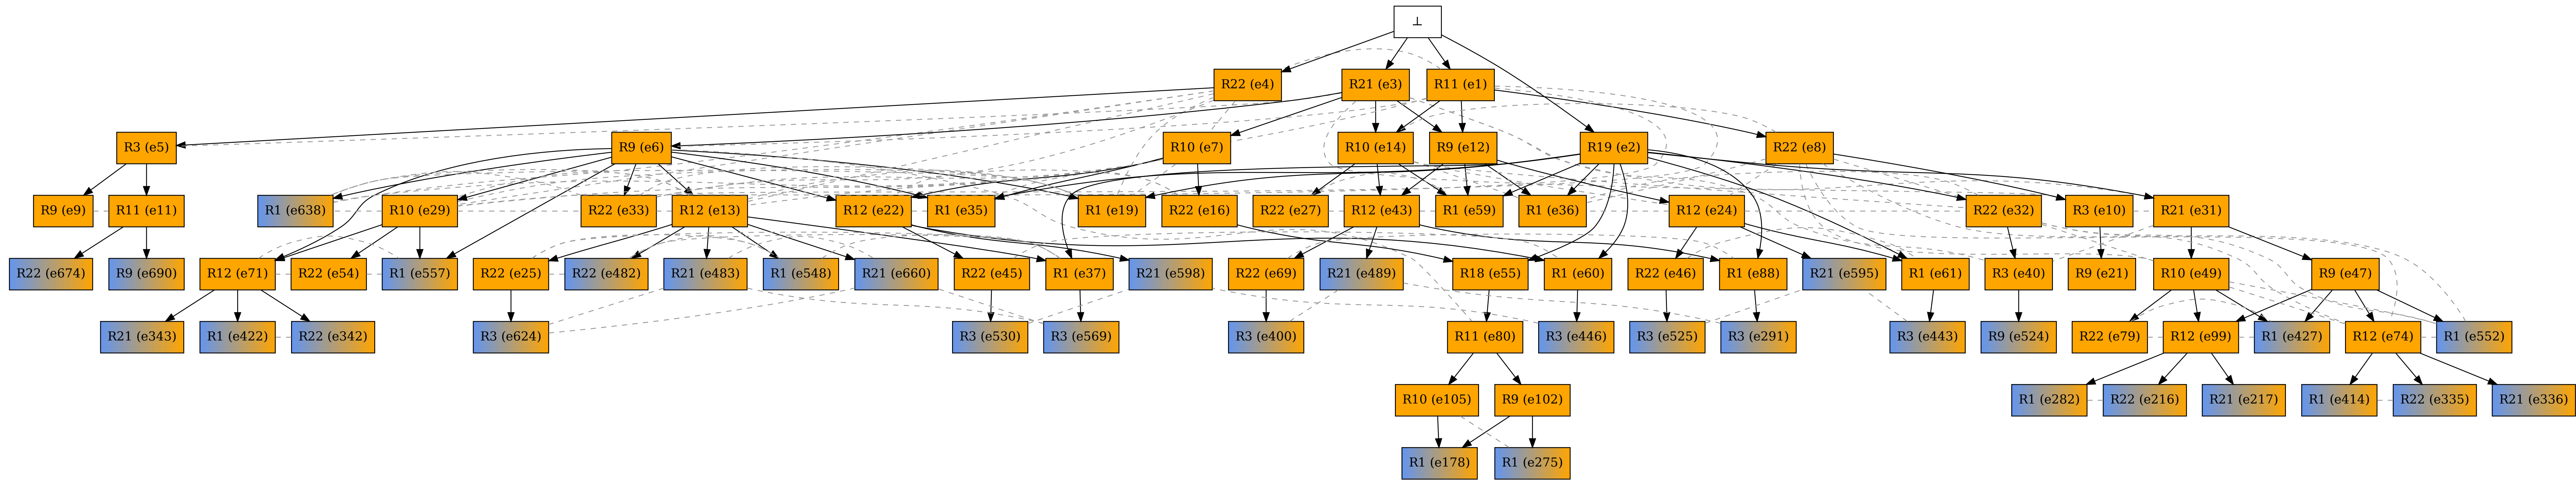 ⊥
R22 (e4)
R21 (e3)
R11 (e1)
R3 (e5)
R9 (e6)
R10 (e7)
R10 (e14)
R9 (e12)
R19 (e2)
R22 (e8)
R9 (e9)
R11 (e11)
R1 (e638)
R10 (e29)
R22 (e33)
R12 (e13)
R12 (e22)
R1 (e35)
R1 (e19)
R22 (e16)
R22 (e27)
R12 (e43)
R1 (e59)
R1 (e36)
R12 (e24)
R22 (e32)
R3 (e10)
R21 (e31)
R22 (e674)
R9 (e690)
R12 (e71)
R22 (e54)
R1 (e557)
R22 (e25)
R22 (e482)
R21 (e483)
R1 (e548)
R21 (e660)
R22 (e45)
R1 (e37)
R21 (e598)
R22 (e69)
R21 (e489)
R18 (e55)
R1 (e60)
R22 (e46)
R1 (e88)
R21 (e595)
R1 (e61)
R3 (e40)
R9 (e21)
R10 (e49)
R9 (e47)
R21 (e343)
R1 (e422)
R22 (e342)
R3 (e624)
R3 (e530)
R3 (e569)
R3 (e400)
R11 (e80)
R3 (e446)
R3 (e525)
R3 (e291)
R3 (e443)
R9 (e524)
R22 (e79)
R12 (e99)
R1 (e427)
R12 (e74)
R1 (e552)
R10 (e105)
R9 (e102)
R1 (e282)
R22 (e216)
R21 (e217)
R1 (e414)
R22 (e335)
R21 (e336)
R1 (e178)
R1 (e275)